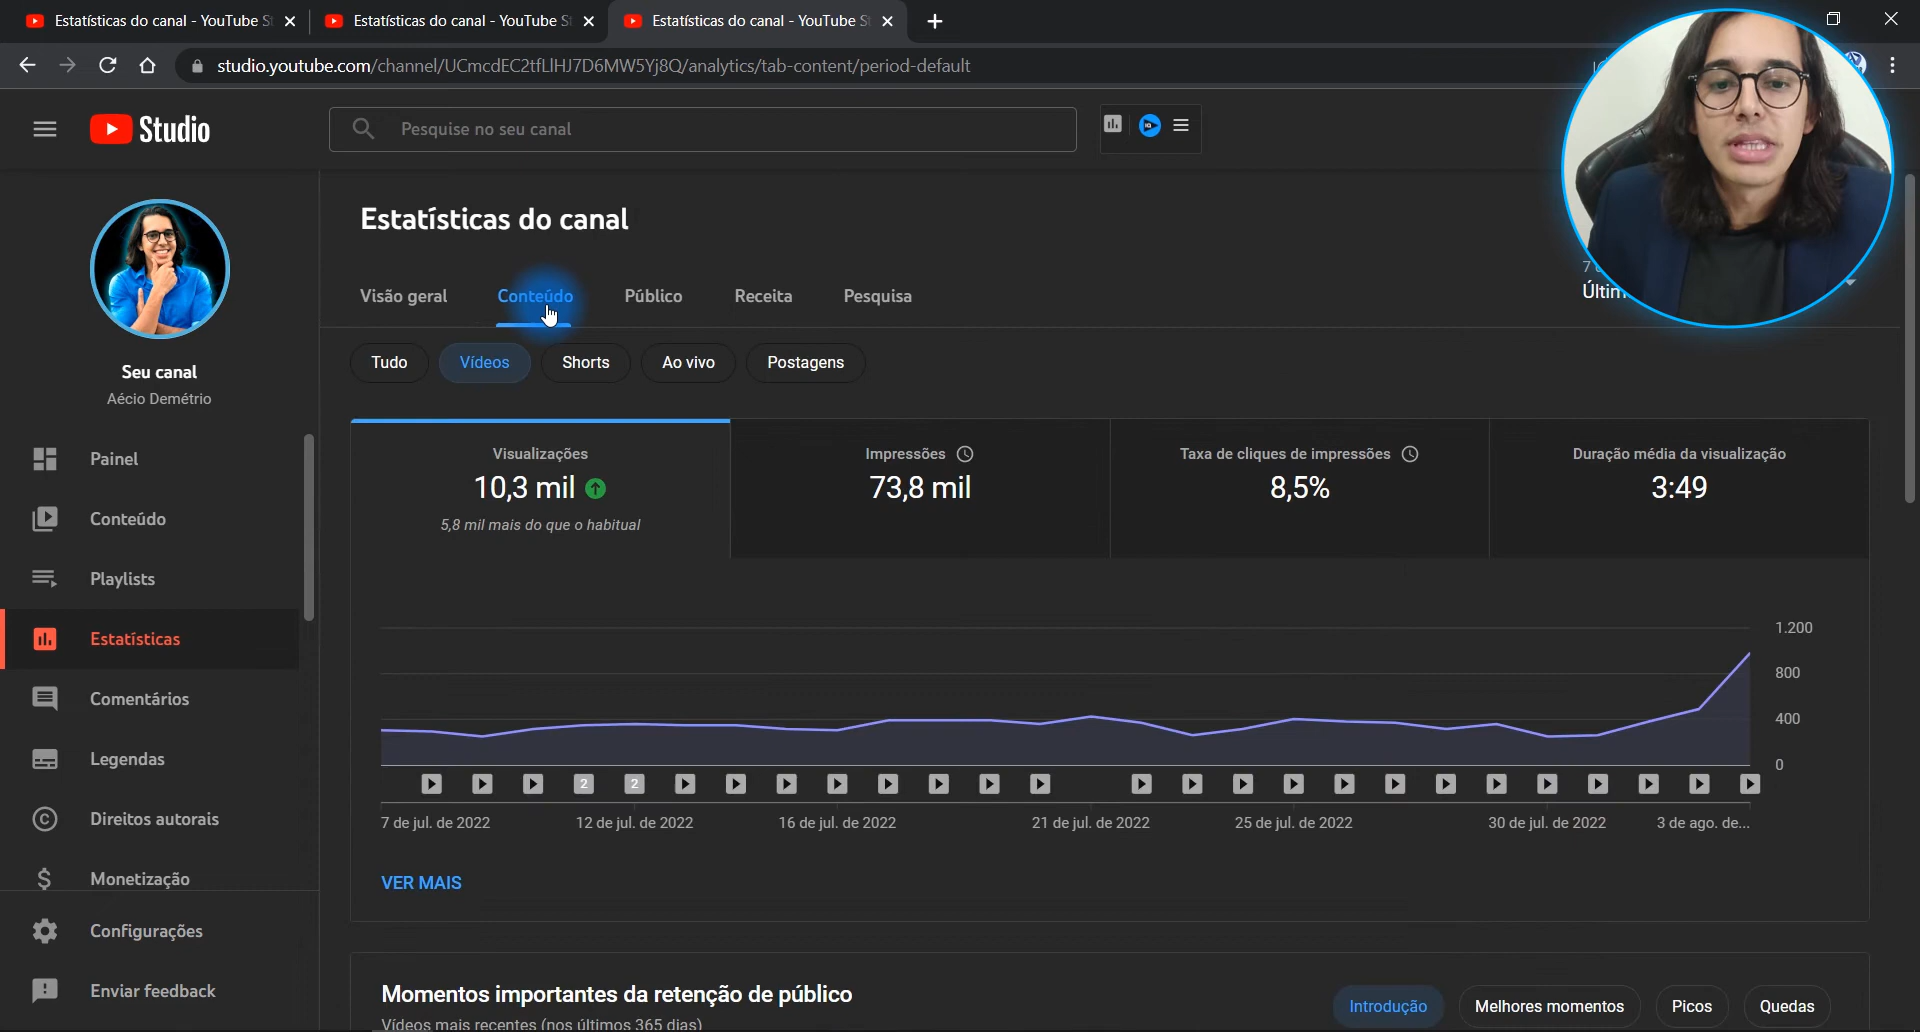 Estatísticas do canal - YouTube S
Estatísticas do canal - YouTube S
Estatísticas do canal - YouTube S
studio.youtube.com/channel/UCmcdEC2tfLlHJ7D6MW5Yj8Q/analytics/tab-content/period-default
Studio
Pesquise no seu canal
Estatísticas do canal
Visão geral
Conteúdo
Público
Receita
Pesquisa
Tudo
Vídeos
Shorts
Ao vivo
Postagens
Seu canal
Aécio Demétrio
Painel
Conteúdo
Playlists
Estatísticas
Comentários
Legendas
Direitos autorais
Monetização
Configurações
Enviar feedback
Visualizações
10,3 mil
5,8 mil mais do que o habitual
Impressões
73,8 mil
Taxa de cliques de impressões
8,5%
Duração média da visualização
3:49
1.200
800
400
0
2
2
7 de jul. de 2022
12 de jul. de 2022
16 de jul. de 2022
21 de jul. de 2022
25 de jul. de 2022
30 de jul. de 2022
3 de ago. de...
VER MAIS
Momentos importantes da retenção de público
Vídeos mais recentes (nos últimos 365 dias)
Introdução
Melhores momentos
Picos
Quedas